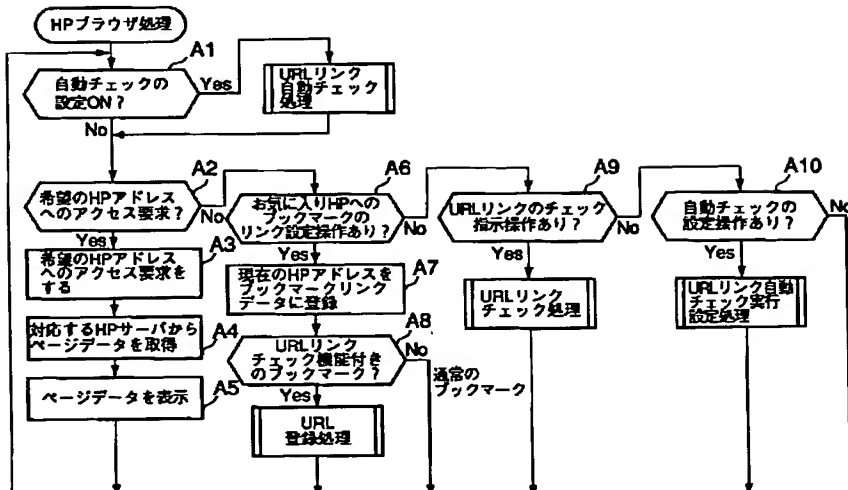 HPブラウザ処理
A1
自動チェックの
設定ON?
Yes
No
URLリンク
自動チェック
処理
A2
希望のHPアドレス
へのアクセス要求?
No
Yes
A3
希望のHPアドレス
へのアクセス要求を
する
対応するHPサーバから
ページデータを取得
A4
ページデータを表示
A5
A6
お気に入りHPへの
ブックマークの
リンク設定操作あり?
No
Yes
A7
現在のHPアドレスを
ブックマークリンク
データに登録
A8
URLリンク
チェック機能付き
のブックマーク?
No
通常の
ブックマーク
Yes
URL
登録処理
A9
URLリンクのチェック
指示操作あり?
No
Yes
URLリンク
チェック処理
A10
自動チェックの
設定操作あり?
No
Yes
URLリンク自動
チェック実行
設定処理